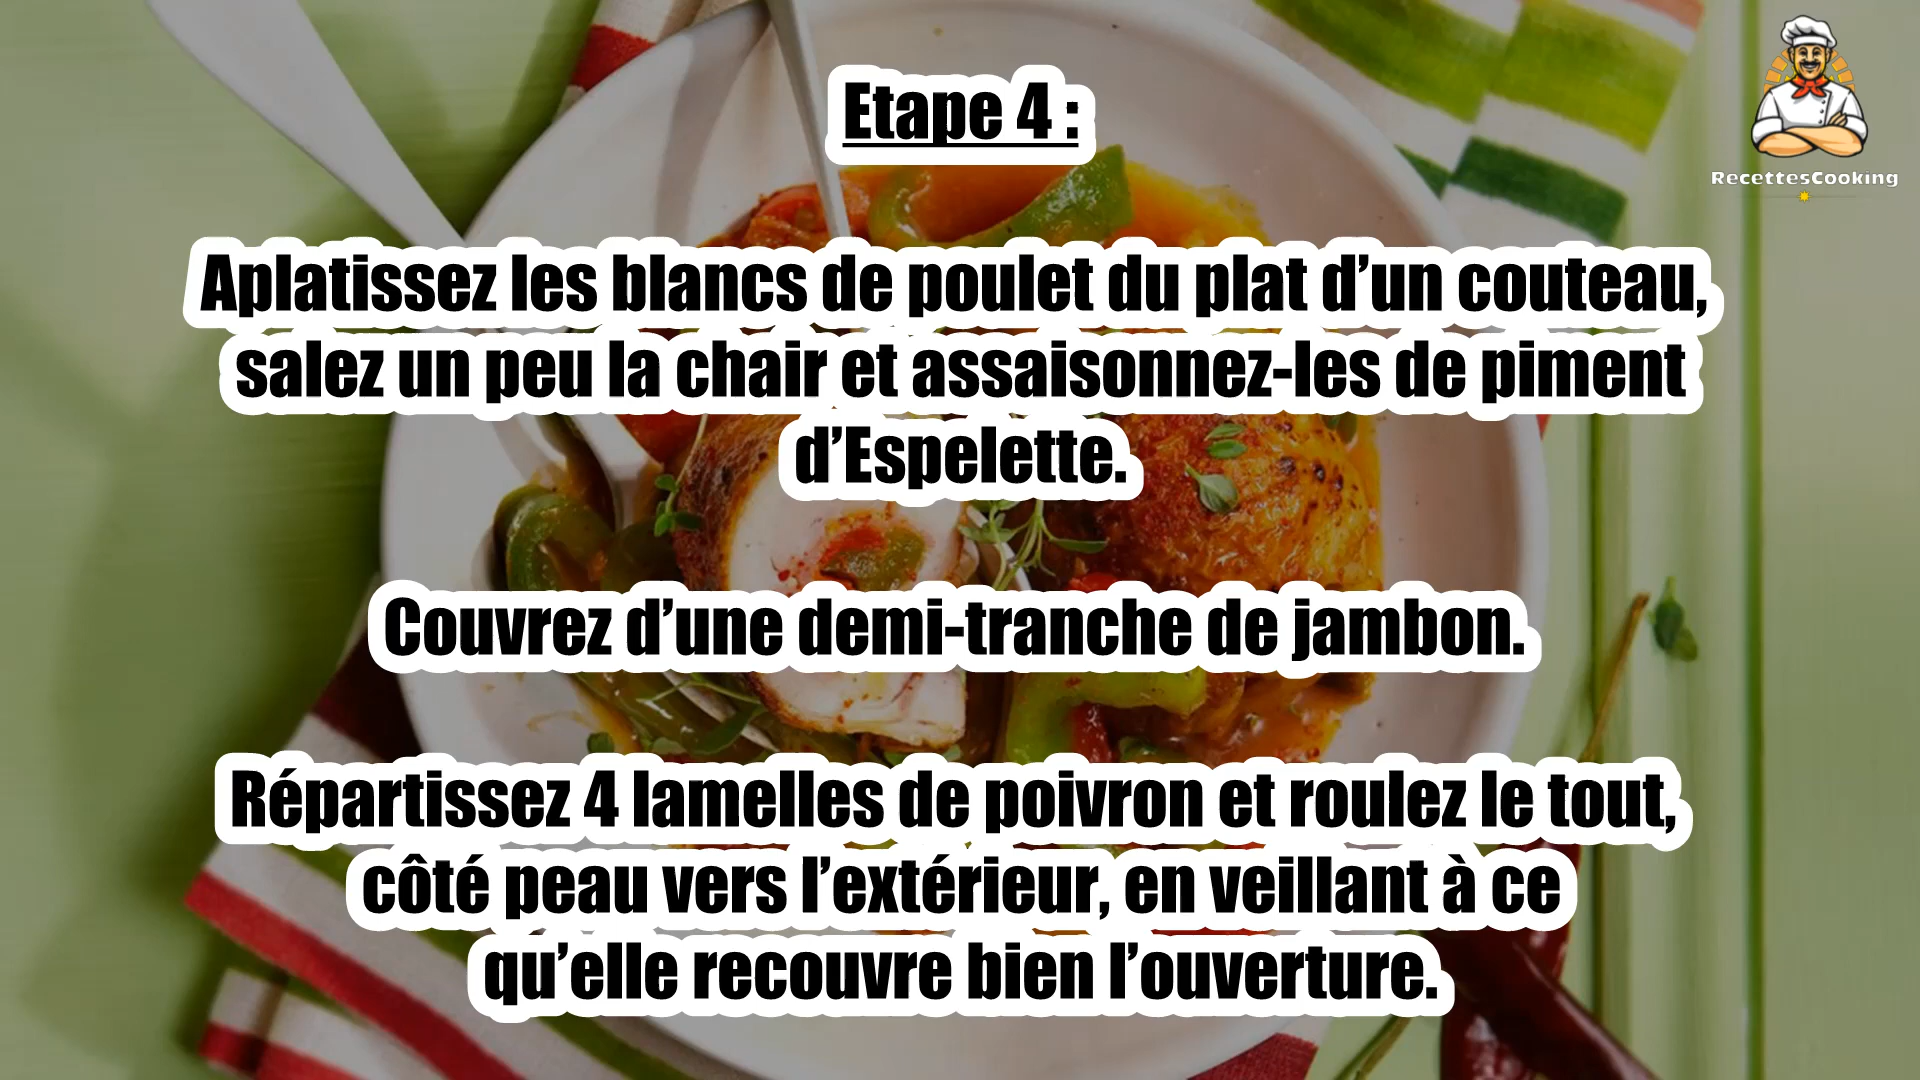 Etape 4 :
RecettesCooking
Aplatissez les blancs de poulet du plat d’un couteau,
salez un peu la chair et assaisonnez-les de piment
d’Espelette.
Couvrez d’une demi-tranche de jambon.
Répartissez 4 lamelles de poivron et roulez le tout,
côté peau vers l’extérieur, en veillant à ce
qu’elle recouvre bien l’ouverture.